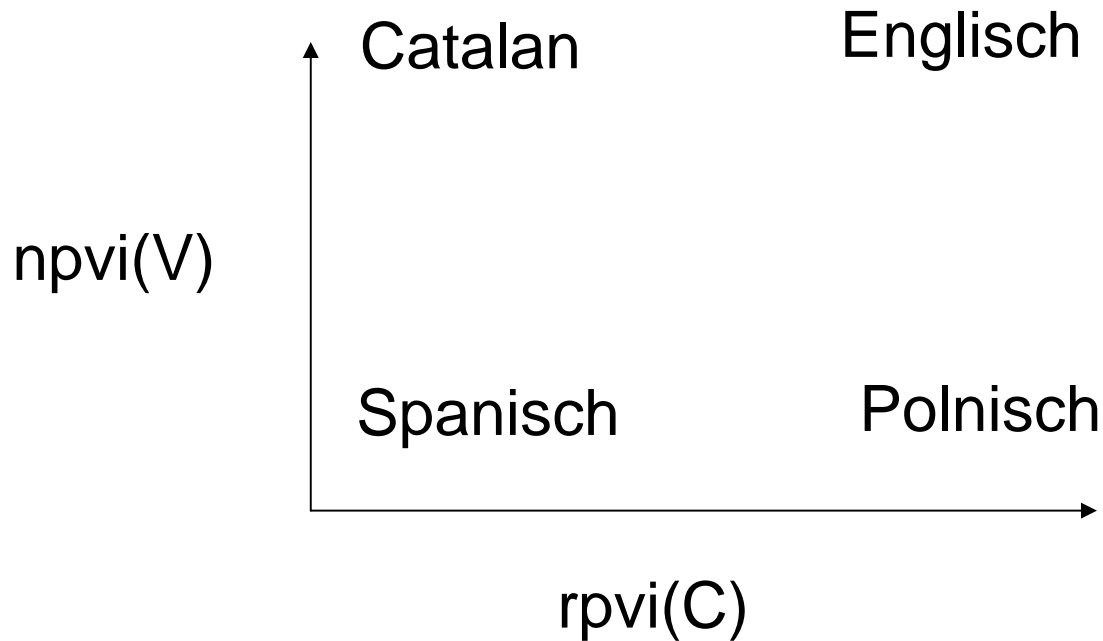 Catalan
Englisch
npvi(V)
Spanisch
Polnisch
rpvi(C)